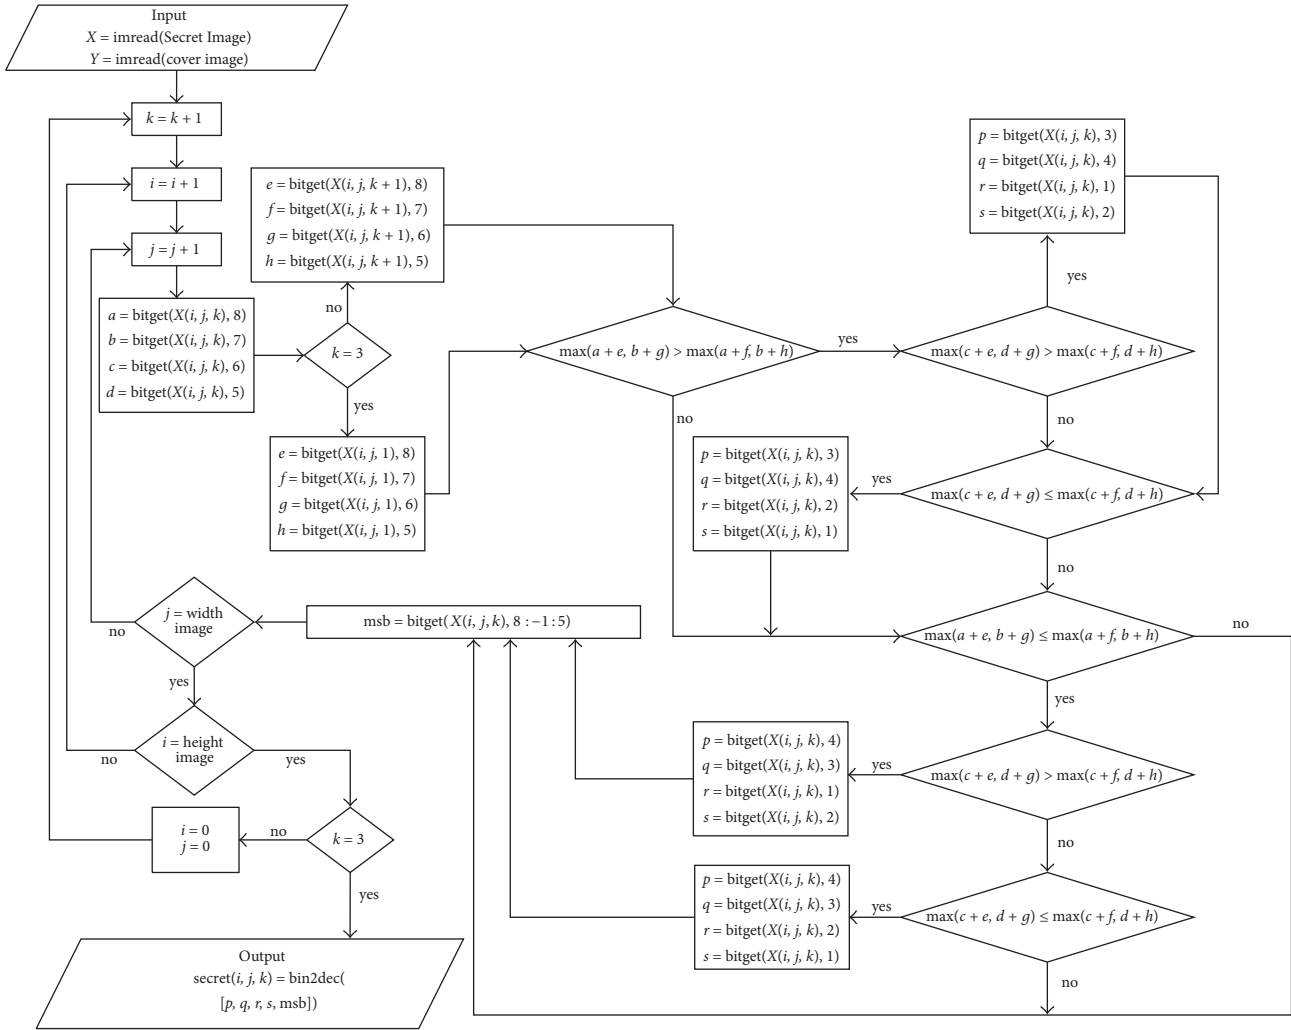 Input
X = imread(Secret Image)
Y = imread(cover image)
k = k + 1
i = i + 1
j = j + 1
a = bitget(X(i, j, k), 8)
b = bitget(X(i, j, k), 7)
c = bitget(X(i, j, k), 6)
d = bitget(X(i, j, k), 5)
k = 3
no
yes
e = bitget(X(i, j, k + 1), 8)
f = bitget(X(i, j, k + 1), 7)
g = bitget(X(i, j, k + 1), 6)
h = bitget(X(i, j, k + 1), 5)
e = bitget(X(i, j, 1), 8)
f = bitget(X(i, j, 1), 7)
g = bitget(X(i, j, 1), 6)
h = bitget(X(i, j, 1), 5)
max(a + e, b + g) > max(a + f, b + h)
yes
no
max(c + e, d + g) > max(c + f, d + h)
yes
no
p = bitget(X(i, j, k), 3)
q = bitget(X(i, j, k), 4)
r = bitget(X(i, j, k), 1)
s = bitget(X(i, j, k), 2)
max(c + e, d + g) ≤ max(c + f, d + h)
yes
no
p = bitget(X(i, j, k), 3)
q = bitget(X(i, j, k), 4)
r = bitget(X(i, j, k), 2)
s = bitget(X(i, j, k), 1)
max(a + e, b + g) ≤ max(a + f, b + h)
no
yes
max(c + e, d + g) > max(c + f, d + h)
yes
no
p = bitget(X(i, j, k), 4)
q = bitget(X(i, j, k), 3)
r = bitget(X(i, j, k), 1)
s = bitget(X(i, j, k), 2)
max(c + e, d + g) ≤ max(c + f, d + h)
yes
no
p = bitget(X(i, j, k), 4)
q = bitget(X(i, j, k), 3)
r = bitget(X(i, j, k), 2)
s = bitget(X(i, j, k), 1)
msb = bitget(X(i, j, k), 8 : −1 : 5)
j = width
image
no
yes
i = height
image
no
yes
k = 3
no
yes
i = 0
j = 0
Output
secret(i, j, k) = bin2dec(
[p, q, r, s, msb])